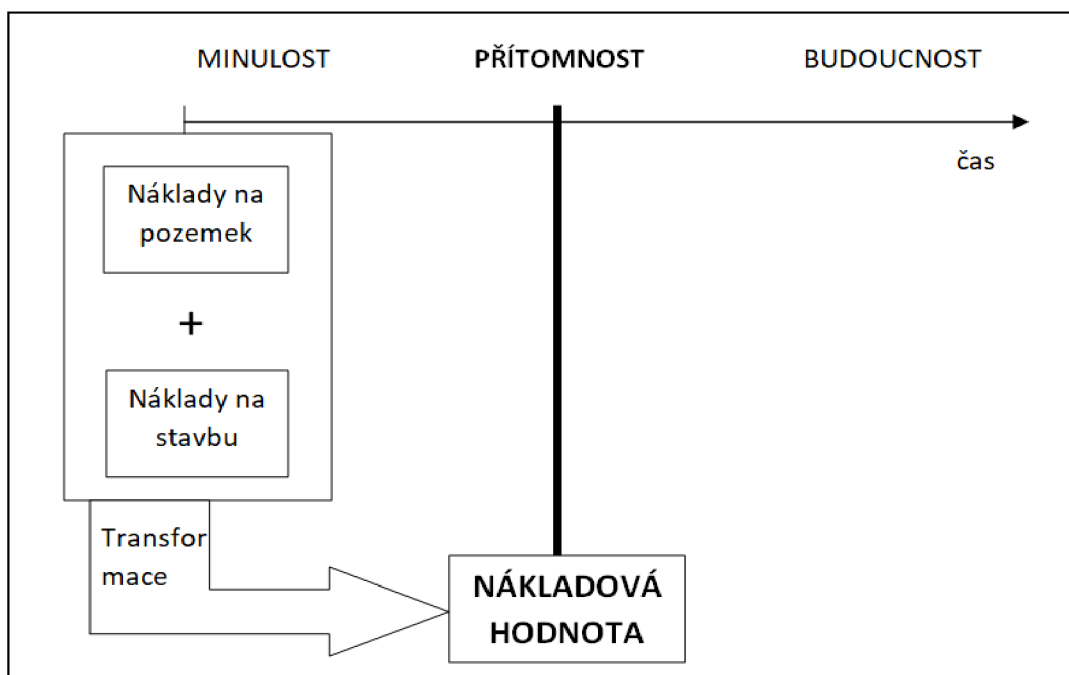 MINULOST PŘÍTOMNOST BUDOUCNOST
čas
Náklady na
pozemek
+
Náklady na
stavbu
Transfor
mace
NÁKLADOVÁ
HODNOTA